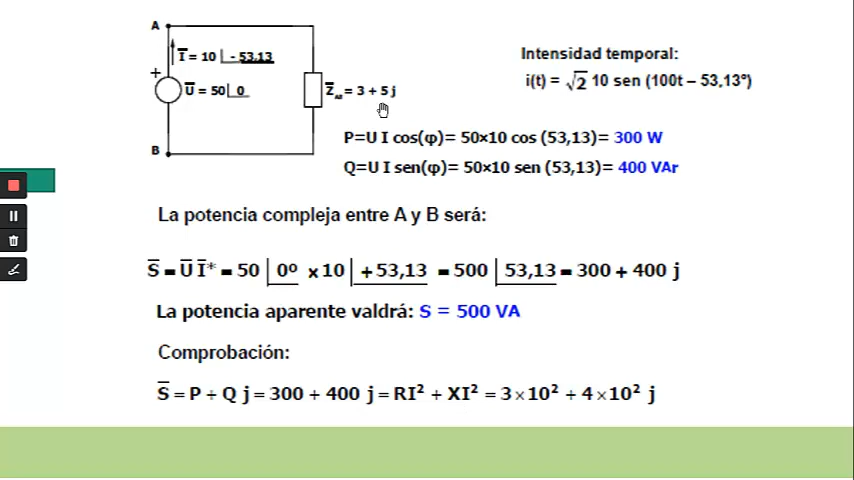 A
I = 10 | - 53,13
+
U = 50| 0
Z AB = 3 + 5 j
B
Intensidad temporal:
i(t) = √2 10 sen (100t – 53,13º)
P=U I cos(φ)= 50×10 cos (53,13)= 300 W
Q=U I sen(φ)= 50×10 sen (53,13)= 400 VAr
La potencia compleja entre A y B será:
S = U I* = 50 | 0º x 10 | +53,13 = 500 | 53,13 = 300 + 400 j
La potencia aparente valdrá: S = 500 VA
Comprobación:
S = P + Q j = 300 + 400 j = RI² + XI² = 3×10² + 4×10² j